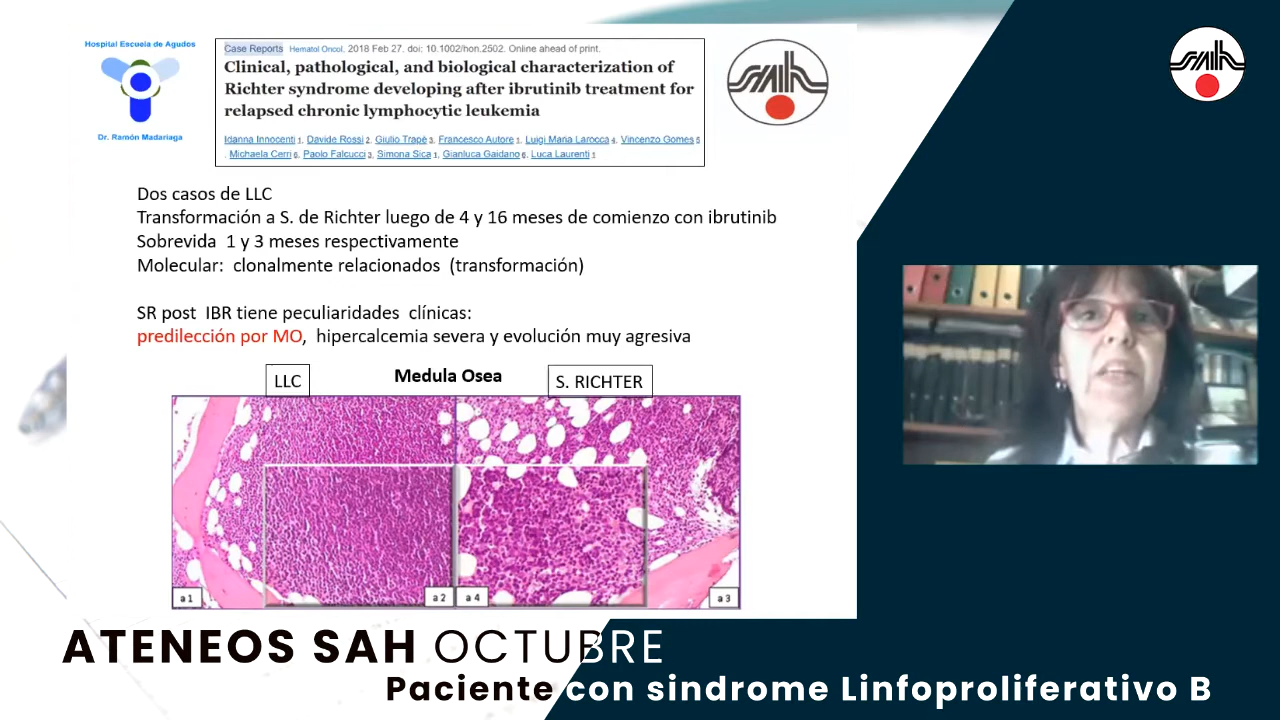 Hospital Escuela de Agudos
Dr. Ramón Madariaga
Case Reports Hematol Oncol. 2018 Feb 27. doi: 10.1002/hon.2502. Online ahead of print.
Clinical, pathological, and biological characterization of
Richter syndrome developing after ibrutinib treatment for
relapsed chronic lymphocytic leukemia
Idanna Innocenti 1, Davide Rossi 2, Giulio Trapè 3, Francesco Autore 1, Luigi Maria Larocca 4, Vincenzo Gomes 5
, Michaela Cerri 6, Paolo Falcucci 3, Simona Sica 1, Gianluca Gaidano 6, Luca Laurenti 1
Dos casos de LLC
Transformación a S. de Richter luego de 4 y 16 meses de comienzo con ibrutinib
Sobrevida 1 y 3 meses respectivamente
Molecular: clonalmente relacionados (transformación)
SR post IBR tiene peculiaridades clínicas:
predilección por MO, hipercalcemia severa y evolución muy agresiva
LLC Medula Osea S. RICHTER
a 1 a 2 a 4 a 3
ATENEOS SAH OCTUBRE
Paciente con sindrome Linfoproliferativo B